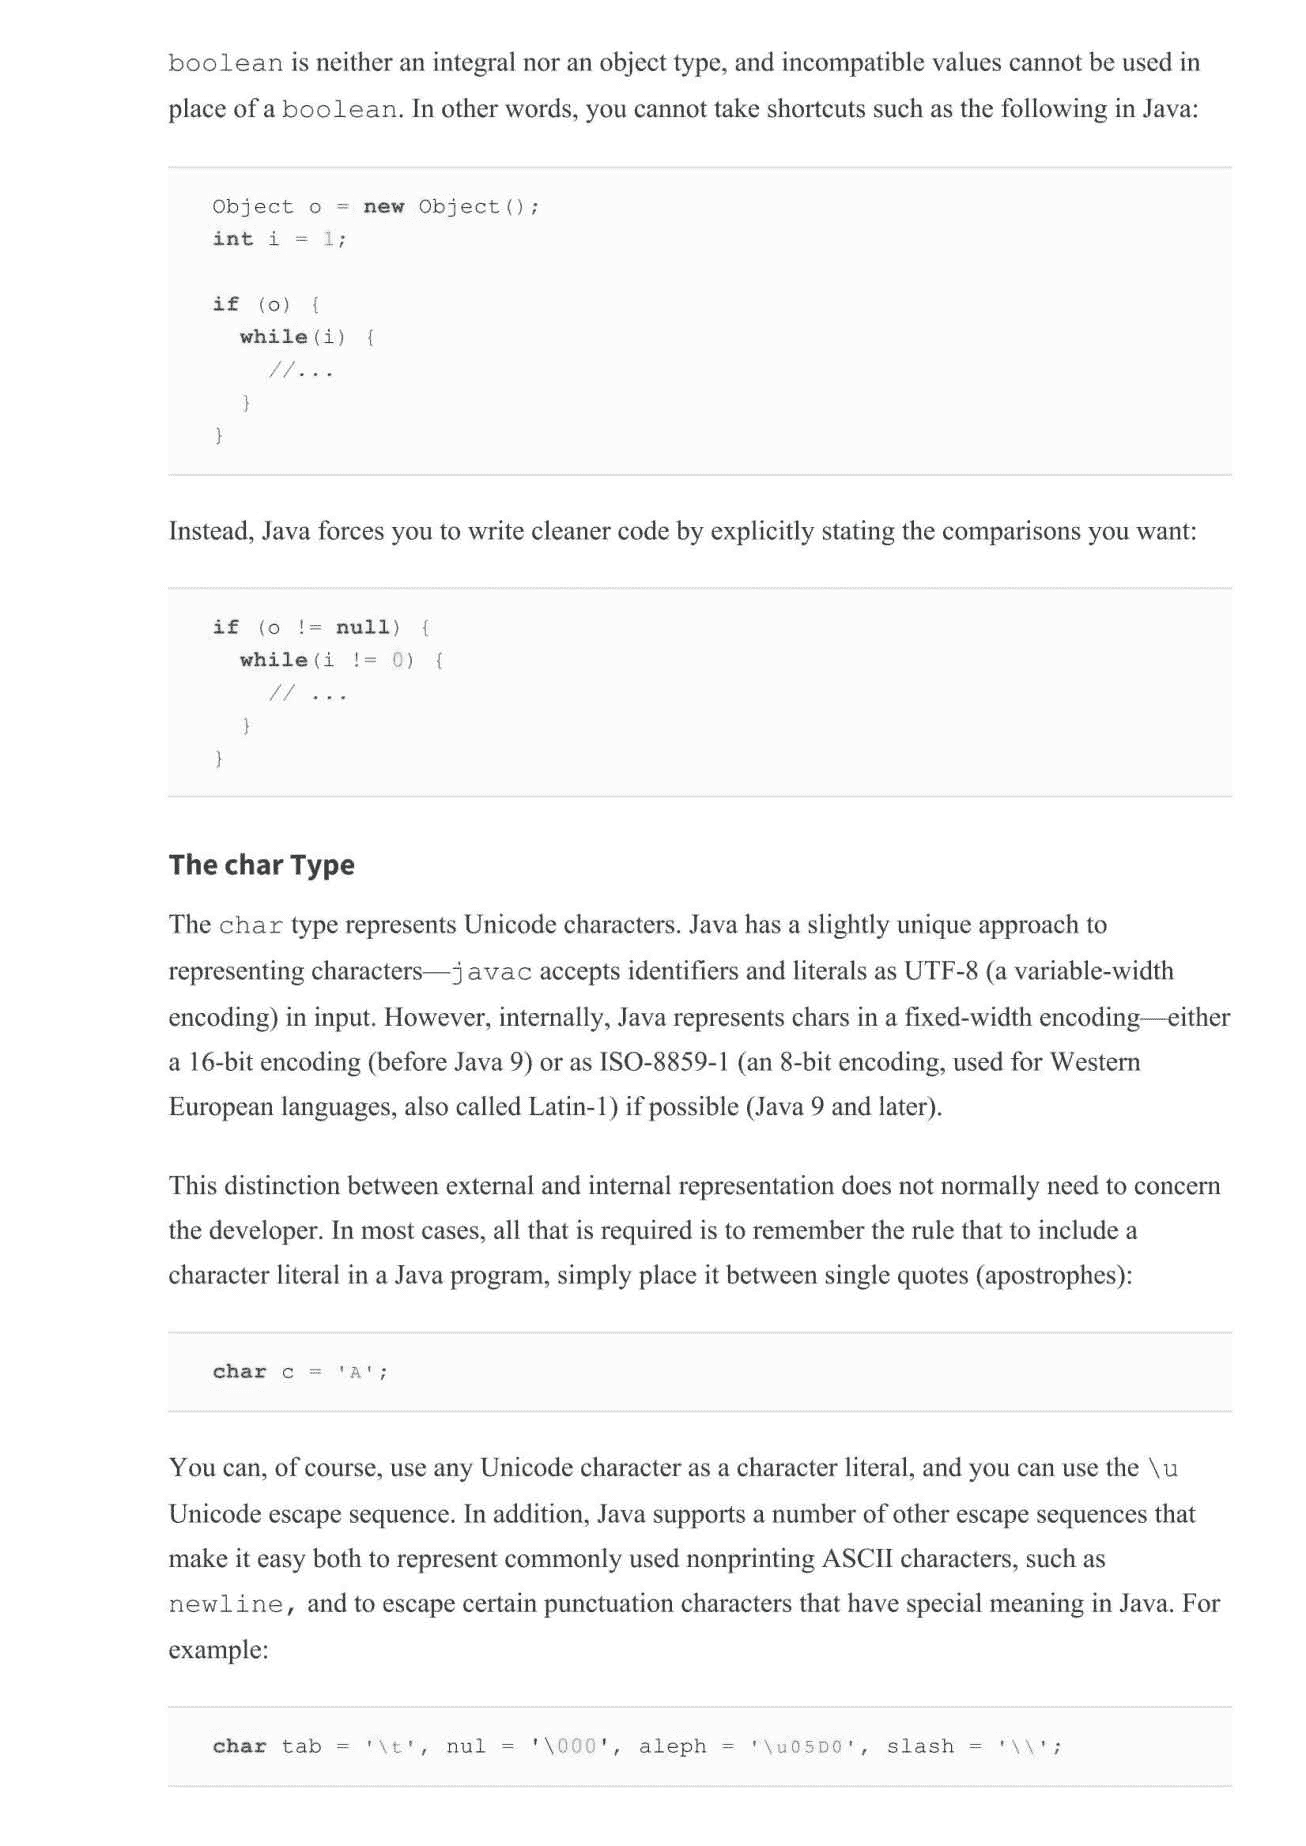 boolean is neither an integral nor an object type, and incompatible values cannot be used in
place of a boolean. In other words, you cannot take shortcuts such as the following in Java:
Object o = new Object();
int i = 1;
if (o) {
while(i) {
//...
}
}
Instead, Java forces you to write cleaner code by explicitly stating the comparisons you want:
if (o != null) {
while(i != 0) {
// ...
}
}
The char Type
The char type represents Unicode characters. Java has a slightly unique approach to
representing characters—javac accepts identifiers and literals as UTF-8 (a variable-width
encoding) in input. However, internally, Java represents chars in a fixed-width encoding—either
a 16-bit encoding (before Java 9) or as ISO-8859-1 (an 8-bit encoding, used for Western
European languages, also called Latin-1) if possible (Java 9 and later).
This distinction between external and internal representation does not normally need to concern
the developer. In most cases, all that is required is to remember the rule that to include a
character literal in a Java program, simply place it between single quotes (apostrophes):
char c = 'A';
You can, of course, use any Unicode character as a character literal, and you can use the \u
Unicode escape sequence. In addition, Java supports a number of other escape sequences that
make it easy both to represent commonly used nonprinting ASCII characters, such as
newline, and to escape certain punctuation characters that have special meaning in Java. For
example:
char tab = '\t', nul = '\000', aleph = '\u05D0', slash = '\\';